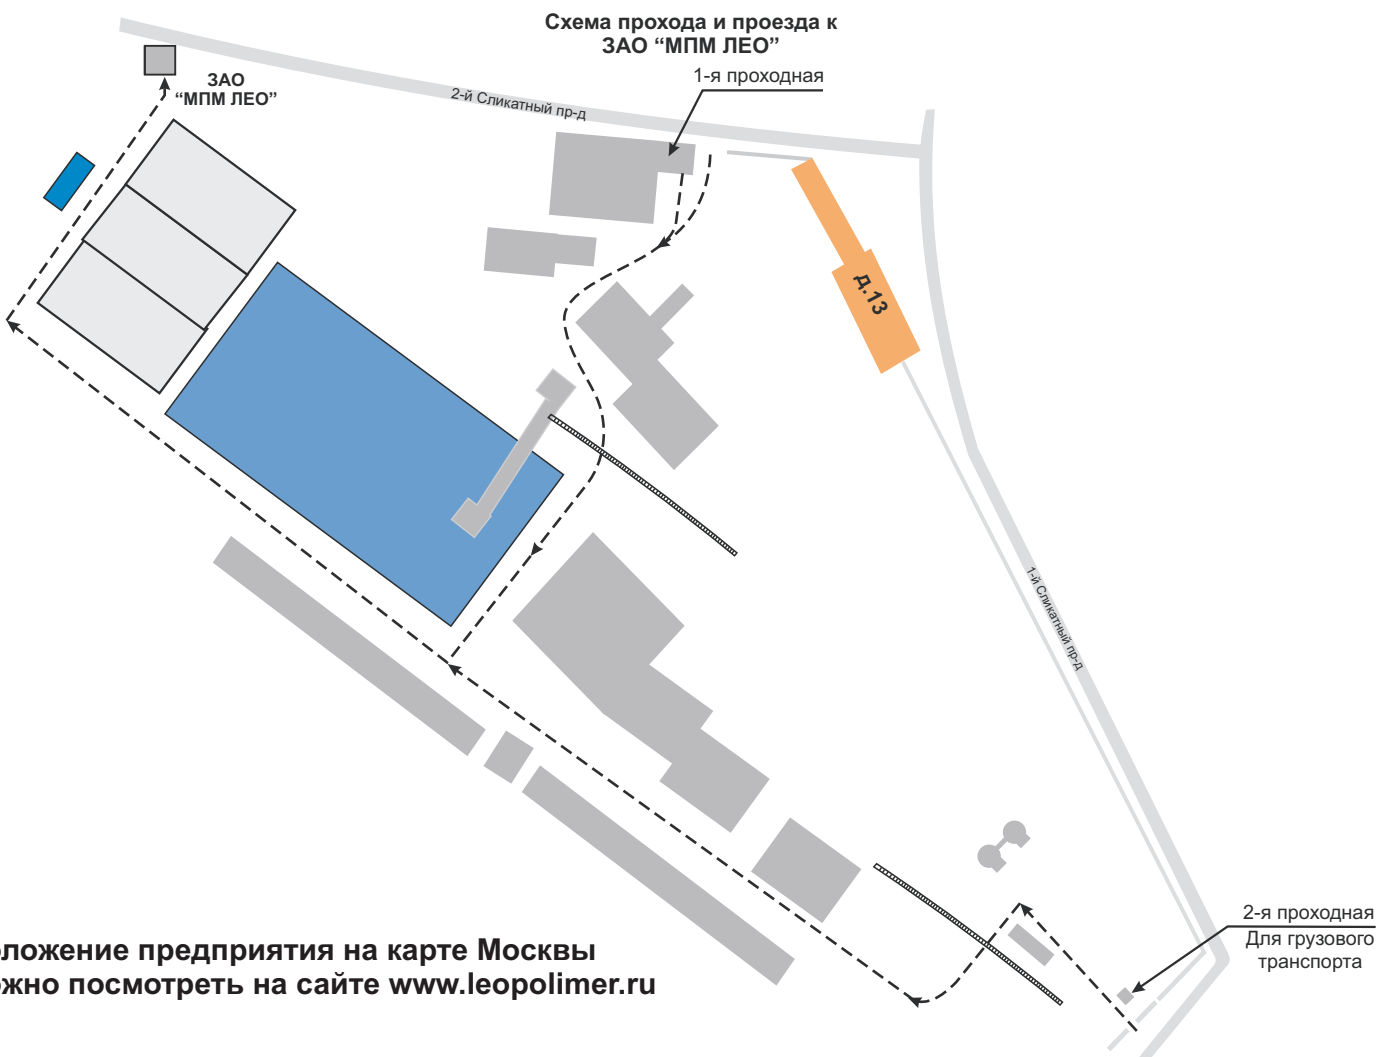 Схема прохода и проезда к
ЗАО “МПМ ЛЕО”
1-я проходная
ЗАО
“МПМ ЛЕО”
2-й Сликатный пр-д
д.13
1-й Сликатный пр-д
2-я проходная
Для грузового
транспорта
оложение предприятия на карте Москвы
жно посмотреть на сайте www.leopolimer.ru